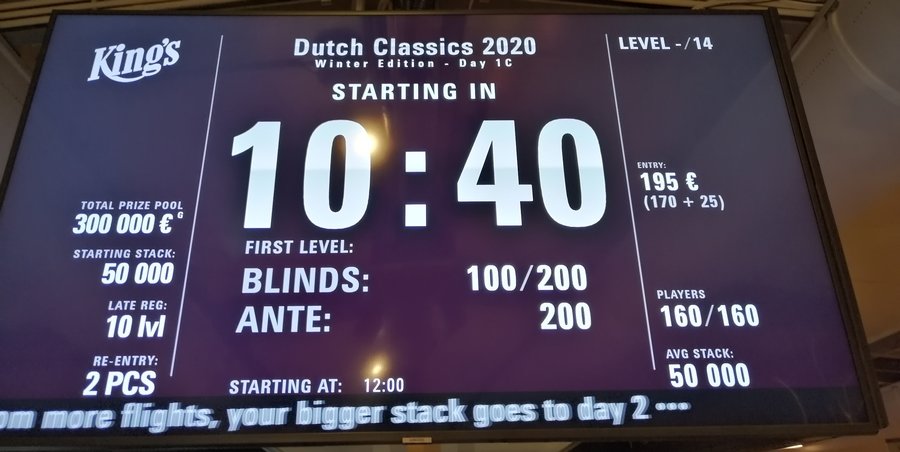 King's
Dutch Classics 2020
Winter Edition - Day 1C
STARTING IN
10:40
LEVEL -/14
TOTAL PRIZE POOL
300 000 € G
STARTING STACK:
50 000
LATE REG:
10 lvl
RE-ENTRY:
2 PCS
FIRST LEVEL:
BLINDS: 100/200
ANTE: 200
STARTING AT: 12:00
ENTRY:
195 €
(170 + 25)
PLAYERS
160/160
AVG STACK:
50 000
om more flights, your bigger stack goes to day 2 ···